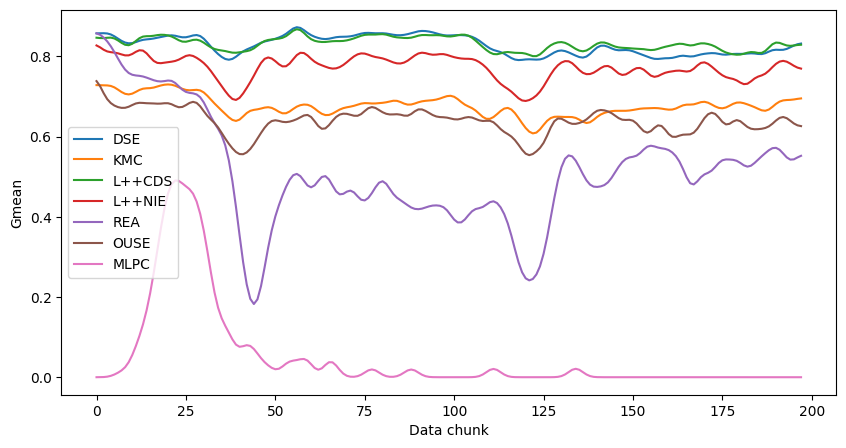 0.8
0.6
0.4
0.2
0.0
Gmean
DSE
KMC
L++CDS
L++NIE
REA
OUSE
MLPC
0 25 50 75 100 125 150 175 200
Data chunk